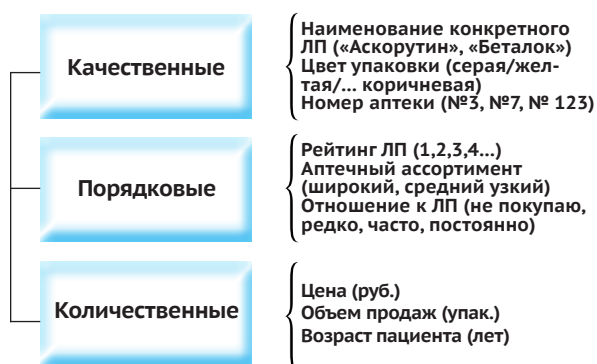 Качественные
Наименование конкретного
ЛП («Аскорутин», «Беталок»)
Цвет упаковки (серая/жел-
тая/... коричневая)
Номер аптеки (№3, №7, № 123)
Порядковые
Рейтинг ЛП (1,2,3,4...)
Аптечный ассортимент
(широкий, средний узкий)
Отношение к ЛП (не покупаю,
редко, часто, постоянно)
Количественные
Цена (руб.)
Объем продаж (упак.)
Возраст пациента (лет)